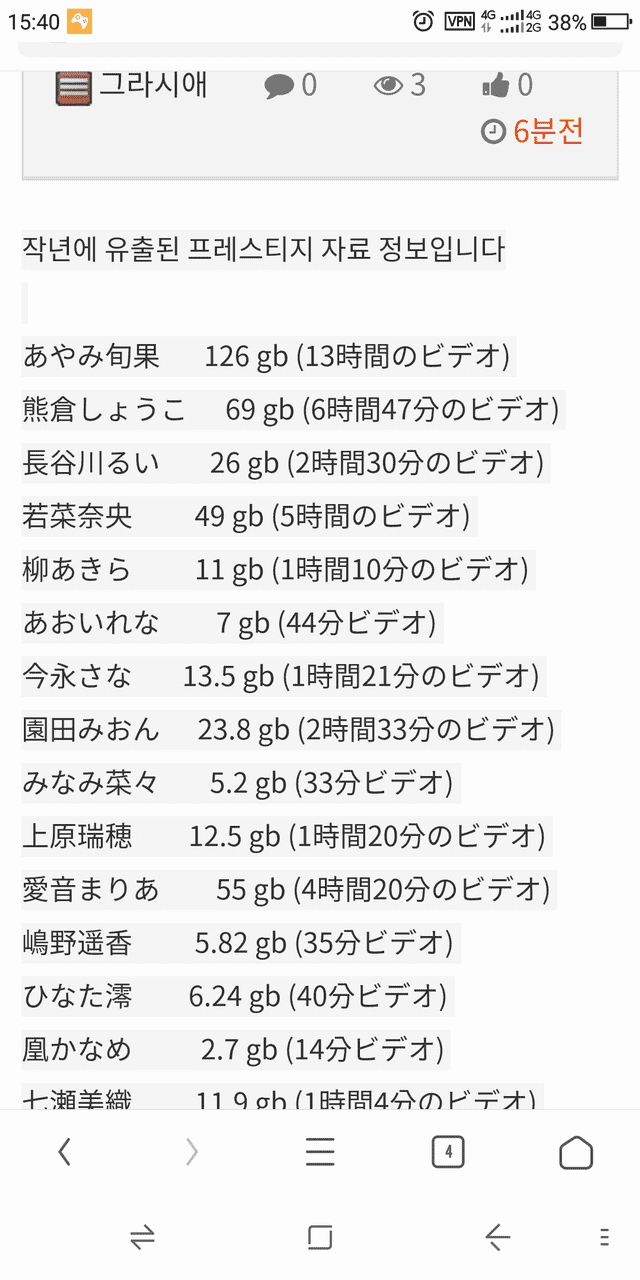 15:40 VPN 4G 4G 2G 38%
그라시애 0 3 0
6분전
작년에 유출된 프레스티지 자료 정보입니다
あやみ旬果 126 gb (13時間のビデオ)
熊倉しょうこ 69 gb (6時間47分のビデオ)
長谷川るい 26 gb (2時間30分のビデオ)
若菜奈央 49 gb (5時間のビデオ)
柳あきら 11 gb (1時間10分のビデオ)
あおいれな 7 gb (44分ビデオ)
今永さな 13.5 gb (1時間21分のビデオ)
園田みおん 23.8 gb (2時間33分のビデオ)
みなみ菜々 5.2 gb (33分ビデオ)
上原瑞穂 12.5 gb (1時間20分のビデオ)
愛音まりあ 55 gb (4時間20分のビデオ)
嶋野遥香 5.82 gb (35分ビデオ)
ひなた澪 6.24 gb (40分ビデオ)
凰かなめ 2.7 gb (14分ビデオ)
七瀬美織 11.9 gb (1時間4分のビデオ)
4